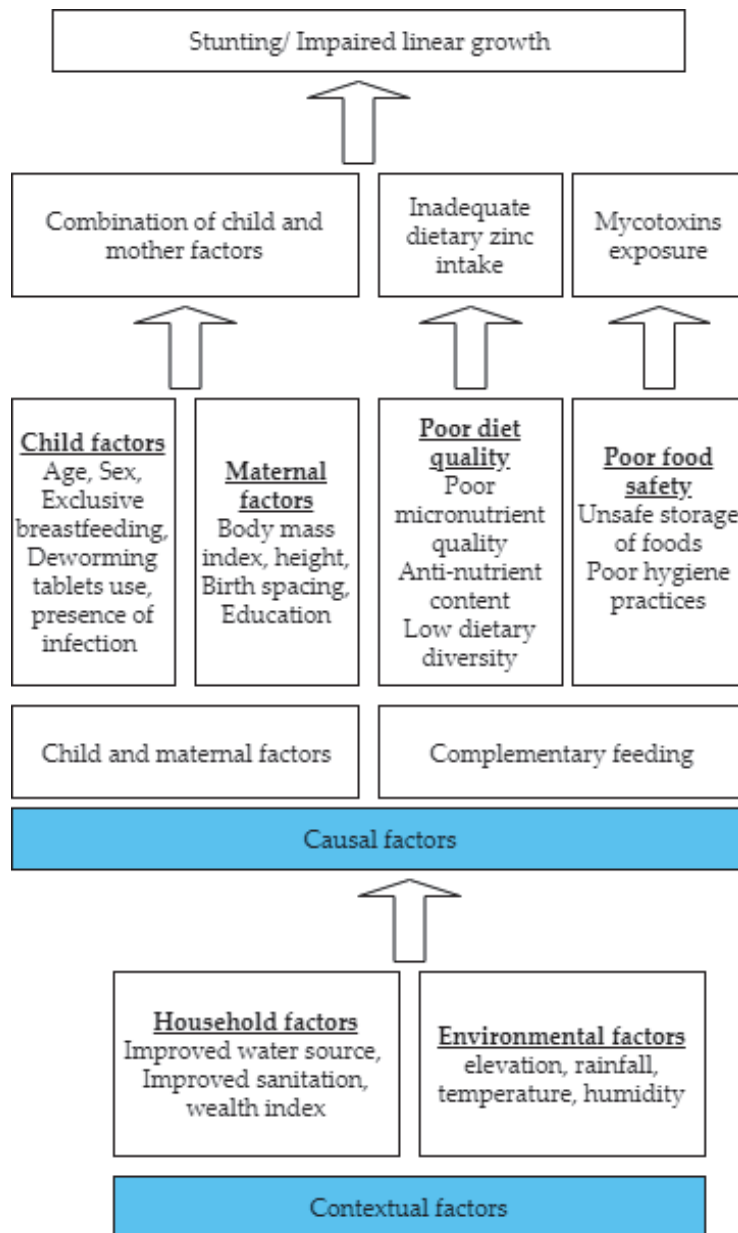 Stunting/ Impaired linear growth
Combination of child and
mother factors
Inadequate
dietary zinc
intake
Mycotoxins
exposure
Child factors
Age, Sex,
Exclusive
breastfeeding,
Deworming
tablets use,
presence of
infection
Maternal
factors
Body mass
index, height,
Birth spacing,
Education
Poor diet
quality
Poor
micronutrient
quality
Anti-nutrient
content
Low dietary
diversity
Poor food
safety
Unsafe storage
of foods
Poor hygiene
practices
Child and maternal factors
Complementary feeding
Causal factors
Household factors
Improved water source,
Improved sanitation,
wealth index
Environmental factors
elevation, rainfall,
temperature, humidity
Contextual factors